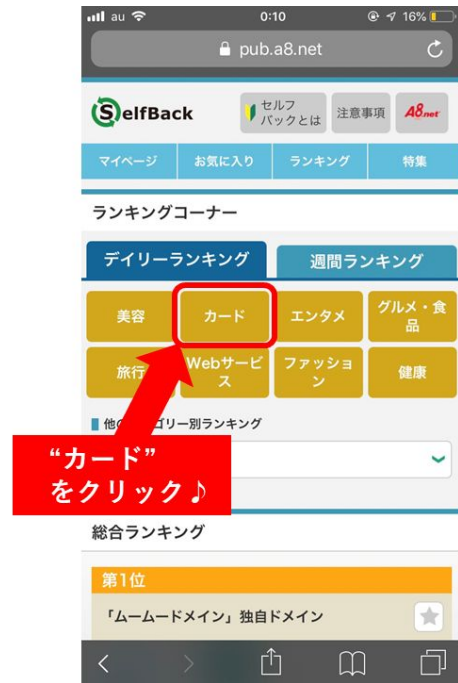 au 0:10 16%
pub.a8.net
SelfBack
セルフ
バックとは
注意事項
A8.net
マイページ お気に入り ランキング 特集
ランキングコーナー
デイリーランキング 週間ランキング
美容 カード エンタメ グルメ・食
品
旅行 Webサービ
ス
ファッショ
ン
健康
他の ゴリー別ランキング
“カード”
をクリック♪
総合ランキング
第1位
「ムームードメイン」独自ドメイン